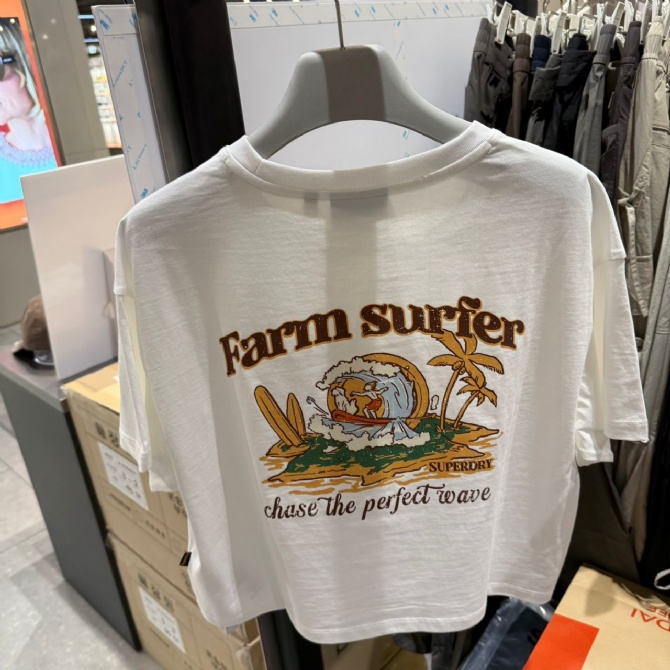 Farm surfer
SUPERDRY
chase the perfect wave